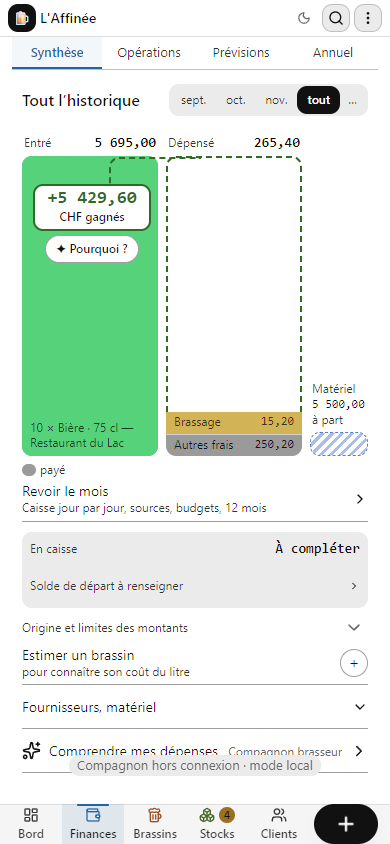 L'Affinée
Synthèse Opérations Prévisions Annuel
Tout l'historique sept. oct. nov. tout ...
Entré 5 695,00 Dépensé 265,40
+5 429,60
CHF gagnés
✦ Pourquoi ?
Matériel
5 500,00
à part
10 × Bière · 75 cl —
Restaurant du Lac
Brassage 15,20
Autres frais 250,20
payé
Revoir le mois
Caisse jour par jour, sources, budgets, 12 mois
En caisse À compléter
Solde de départ à renseigner
Origine et limites des montants
Estimer un brassin
pour connaître son coût du litre
Fournisseurs, matériel
Comprendre mes dépenses Compagnon brasseur
Compagnon hors connexion · mode local
4
Bord Finances Brassins Stocks Clients